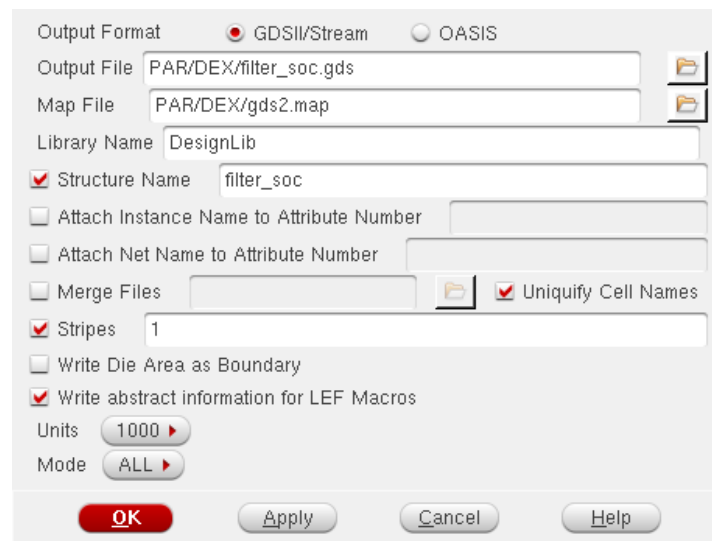 Output Format GDSII/Stream OASIS
Output File PAR/DEX/filter_soc.gds
Map File PAR/DEX/gds2.map
Library Name DesignLib
Structure Name filter_soc
Attach Instance Name to Attribute Number
Attach Net Name to Attribute Number
Merge Files Uniquify Cell Names
Stripes 1
Write Die Area as Boundary
Write abstract information for LEF Macros
Units 1000
Mode ALL
OK Apply Cancel Help